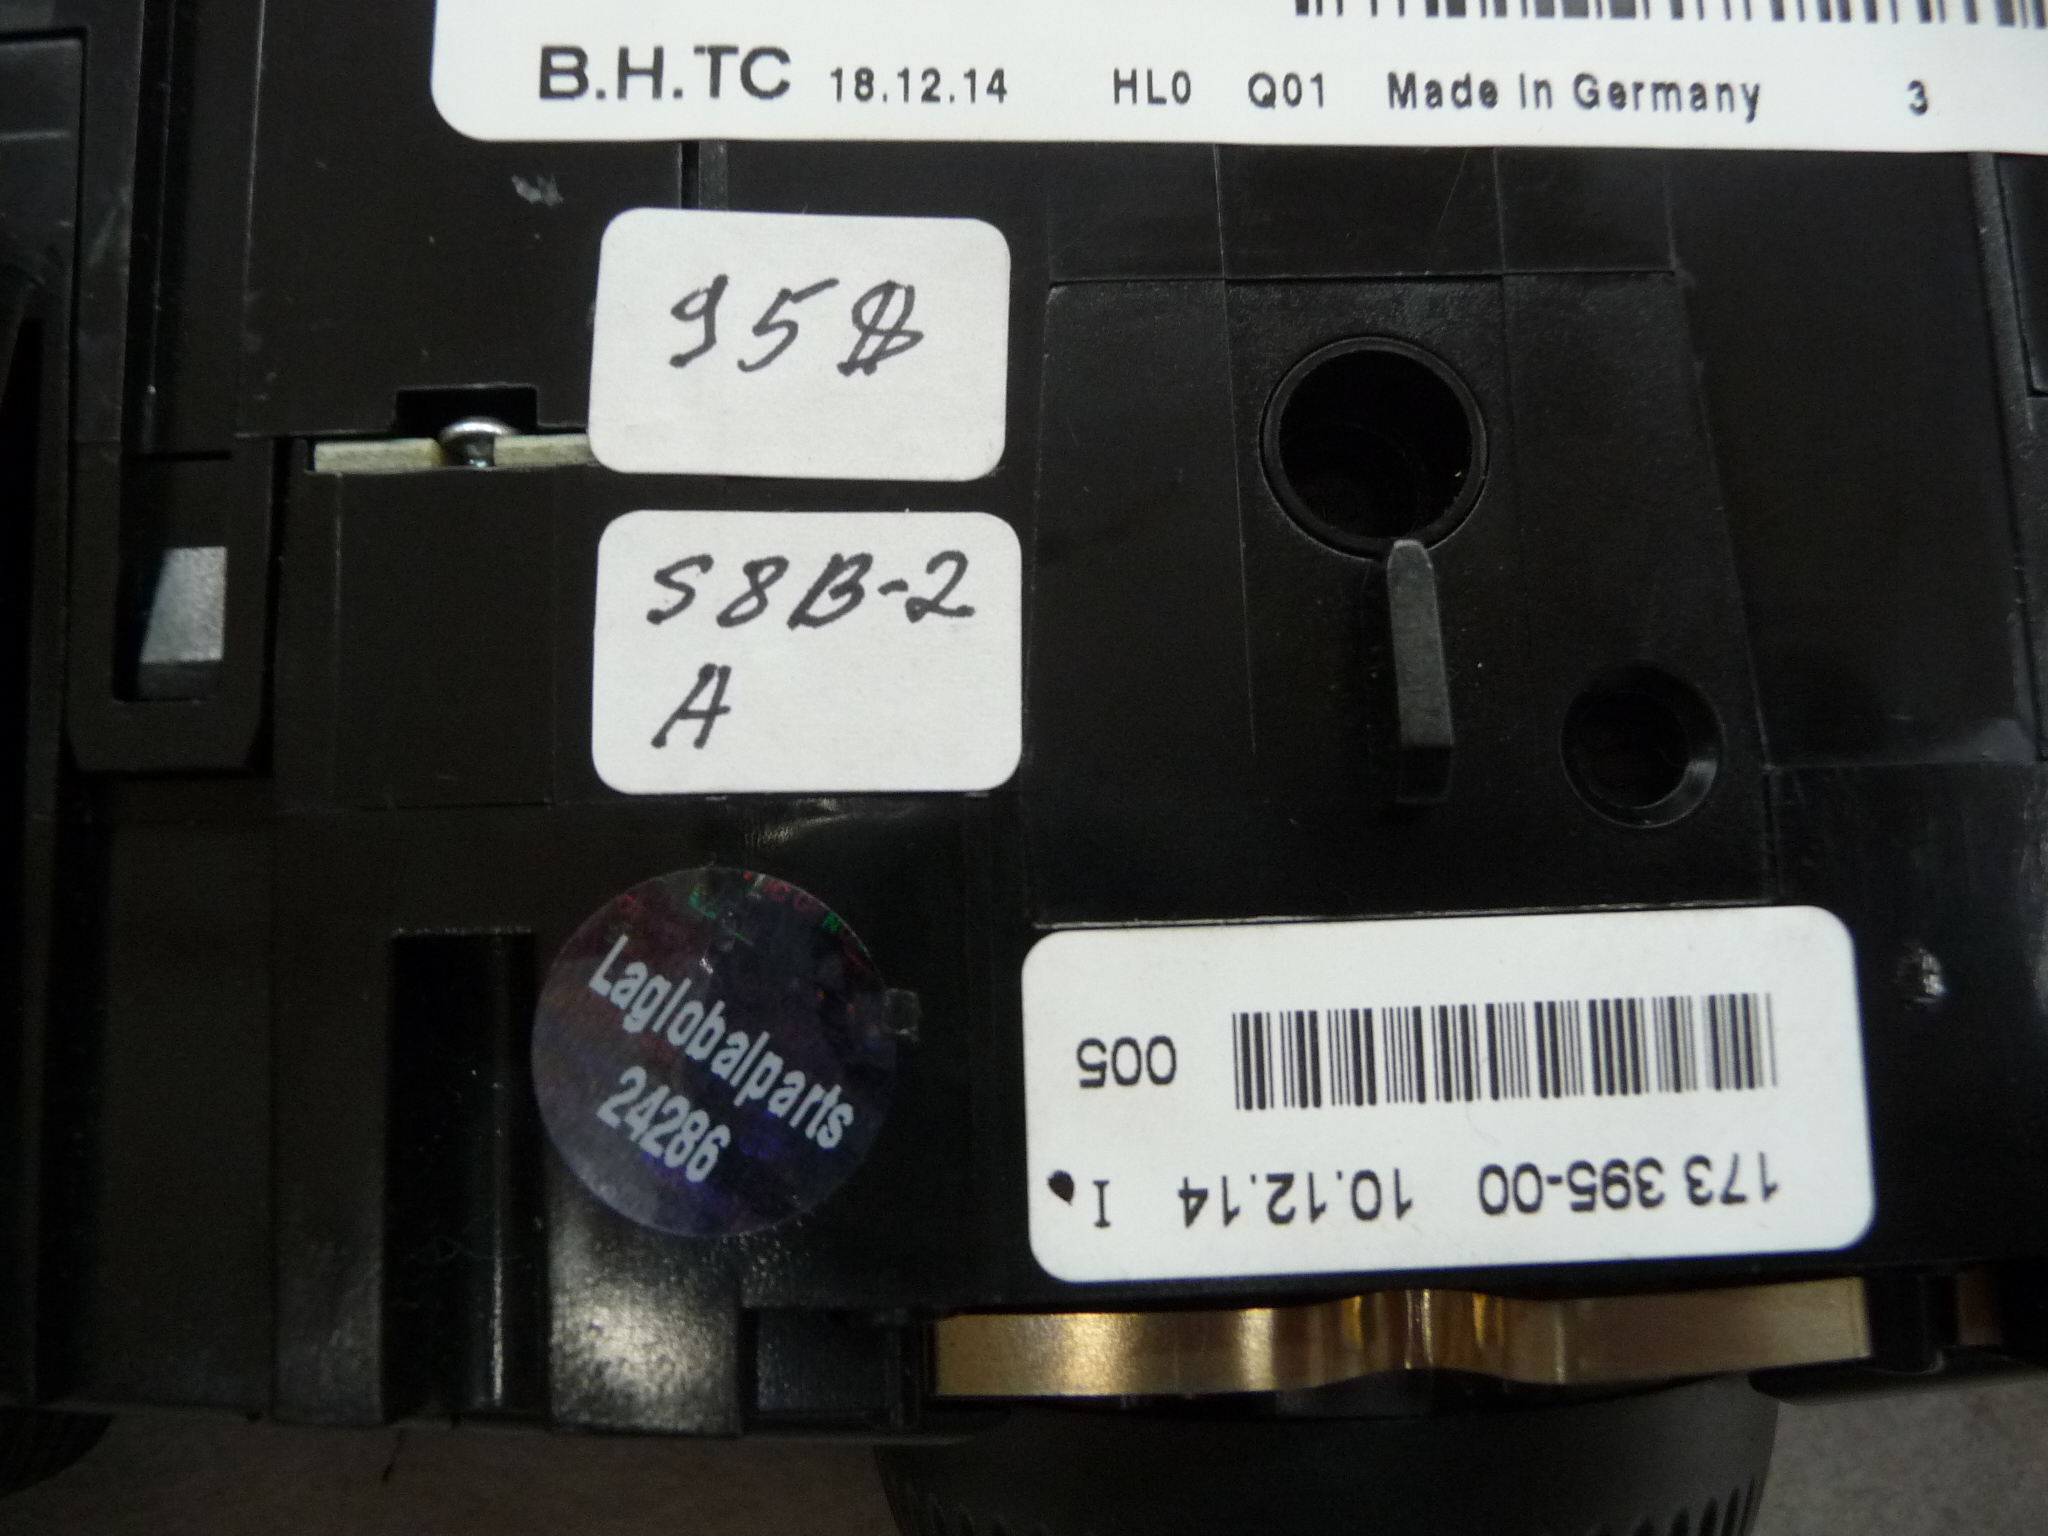 B.H.TC 18.12.14 HL0 Q01 Made in Germany 3
95$
S8B-2
A
Laglobalparts
24286
173 395-00 10.12.14 I
005